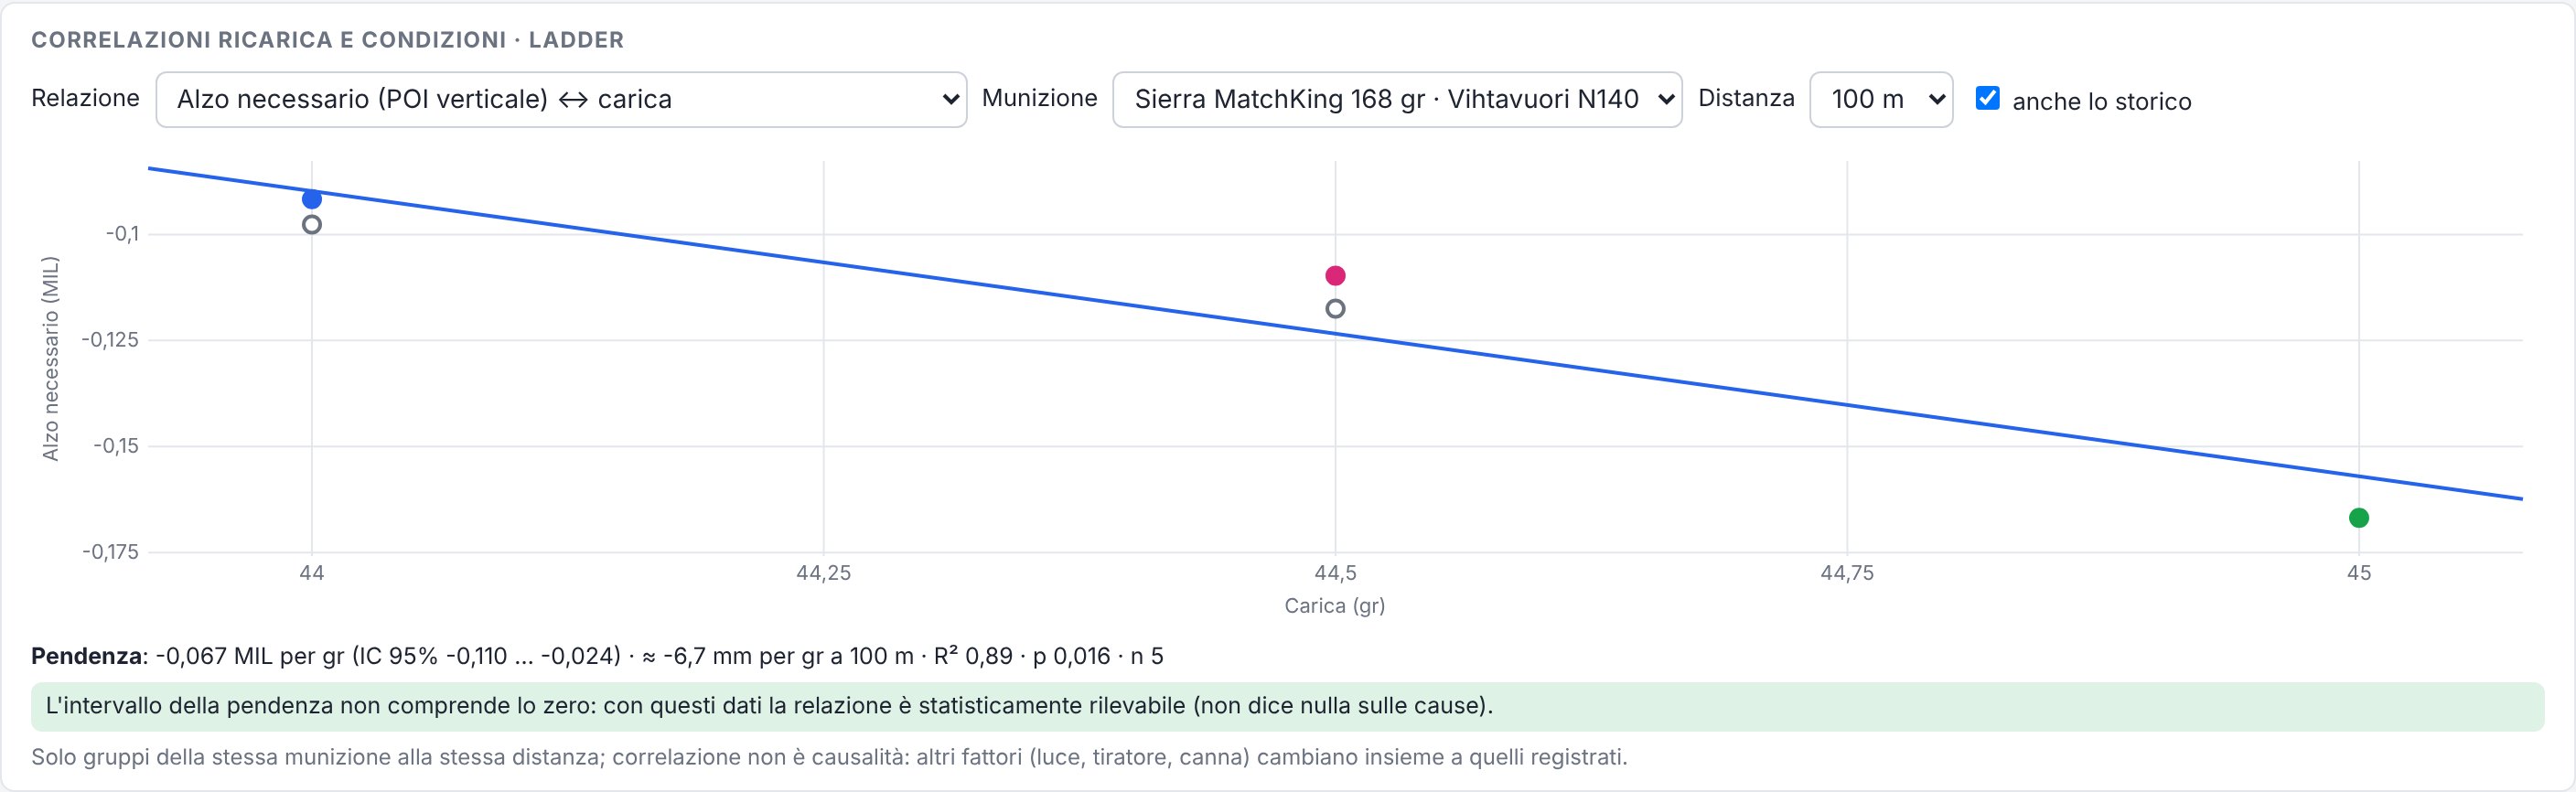 CORRELAZIONI RICARICA E CONDIZIONI · LADDER
Relazione Alzo necessario (POI verticale) ↔ carica Munizione Sierra MatchKing 168 gr · Vihtavuori N140 Distanza 100 m anche lo storico
Alzo necessario (MIL)
-0,1
-0,125
-0,15
-0,175
44 44,25 44,5 44,75 45
Carica (gr)
Pendenza: -0,067 MIL per gr (IC 95% -0,110 … -0,024) · ≈ -6,7 mm per gr a 100 m · R² 0,89 · p 0,016 · n 5
L'intervallo della pendenza non comprende lo zero: con questi dati la relazione è statisticamente rilevabile (non dice nulla sulle cause).
Solo gruppi della stessa munizione alla stessa distanza; correlazione non è causalità: altri fattori (luce, tiratore, canna) cambiano insieme a quelli registrati.